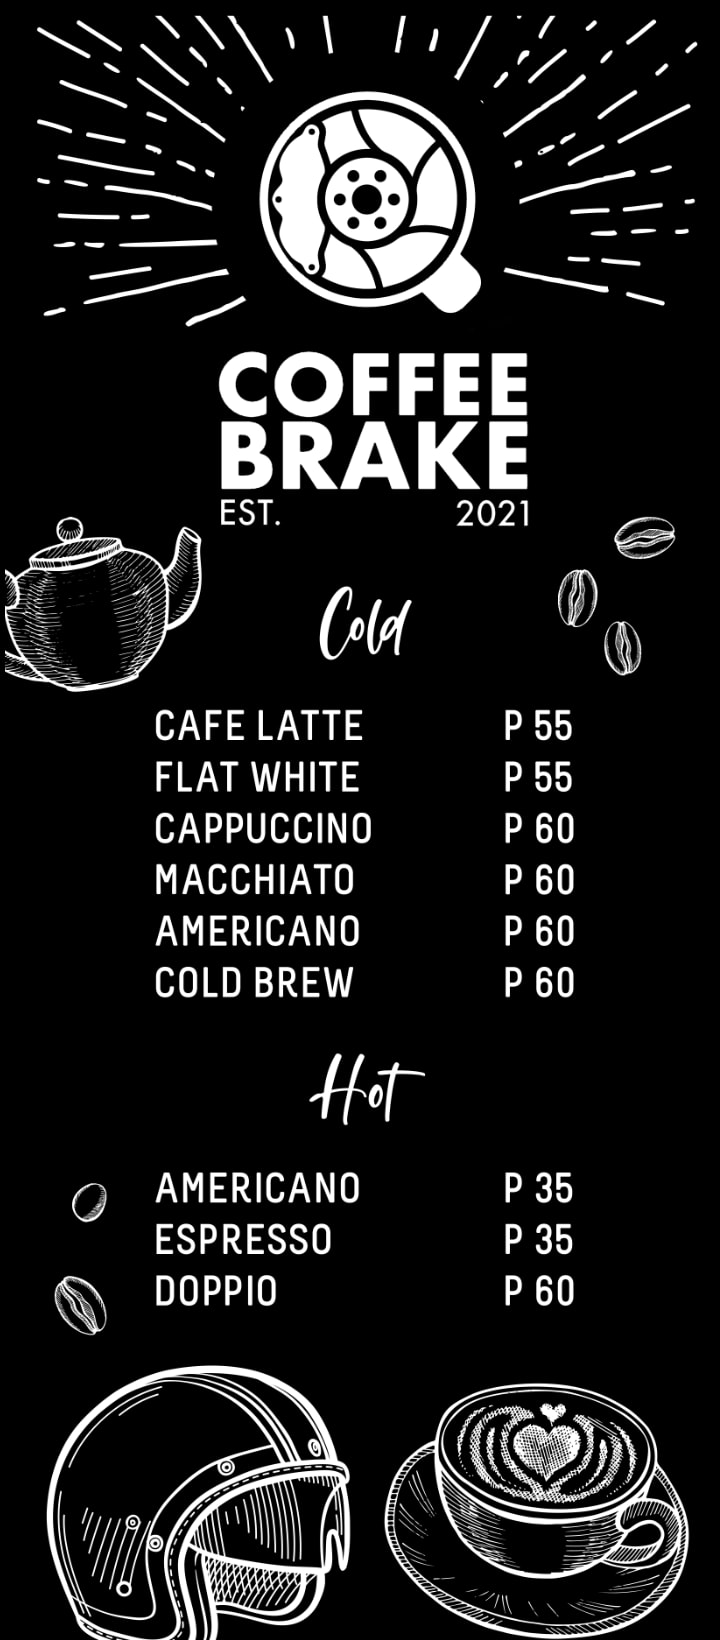 COFFEE
BRAKE
EST. 2021
Cold
CAFE LATTE P 55
FLAT WHITE P 55
CAPPUCCINO P 60
MACCHIATO P 60
AMERICANO P 60
COLD BREW P 60
Hot
AMERICANO P 35
ESPRESSO P 35
DOPPIO P 60